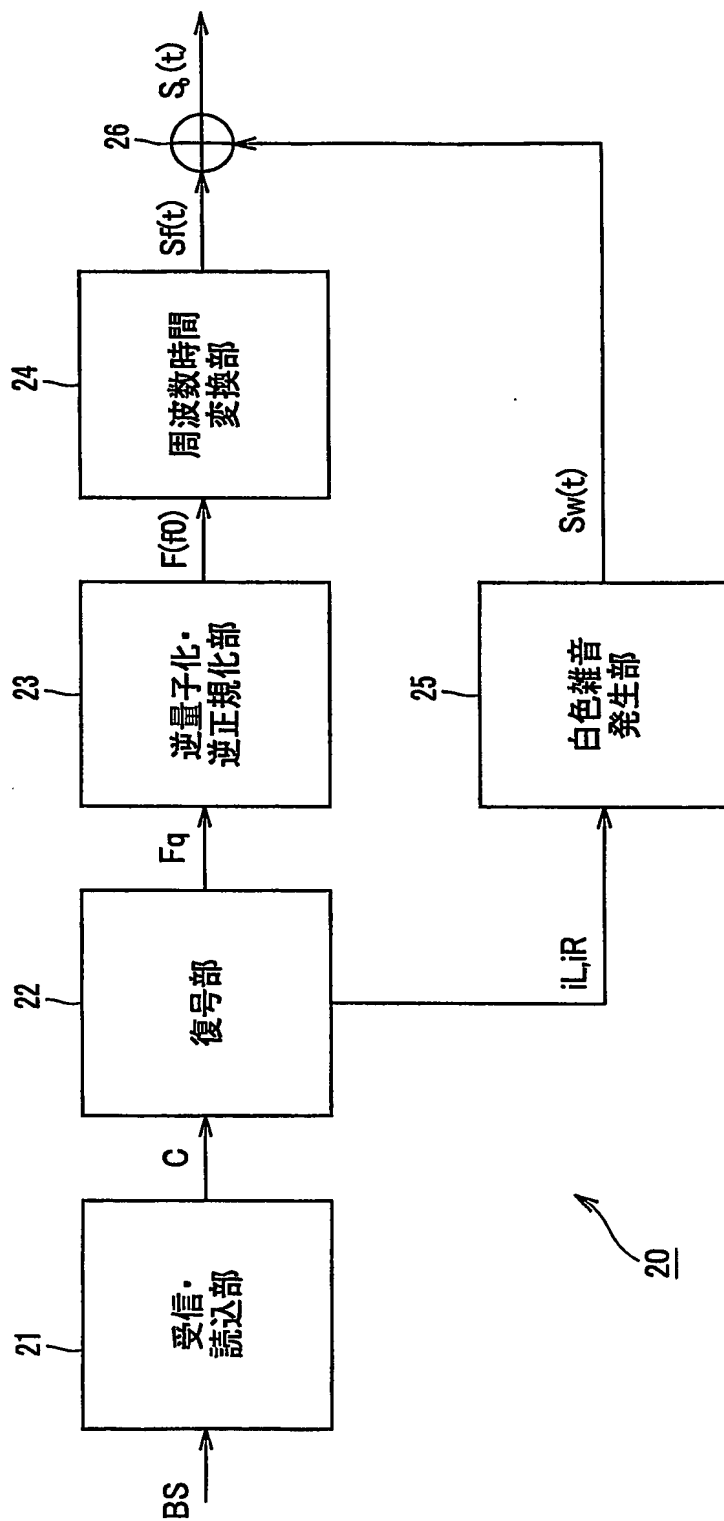 BS
21
受信・
読込部
C
22
復号部
Fq
23
逆量子化・
逆正規化部
F(f0)
24
周波数時間
変換部
Sf(t)
26
So(t)
iL,iR
25
白色雑音
発生部
Sw(t)
20